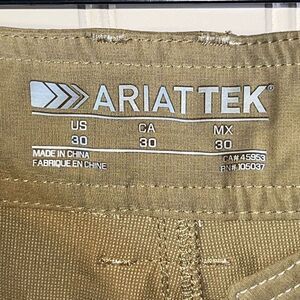 ARIATTEK®
US CA MX
30 30 30
MADE IN CHINA CA# 45953
FABRIQUE EN CHINE RN# 105037